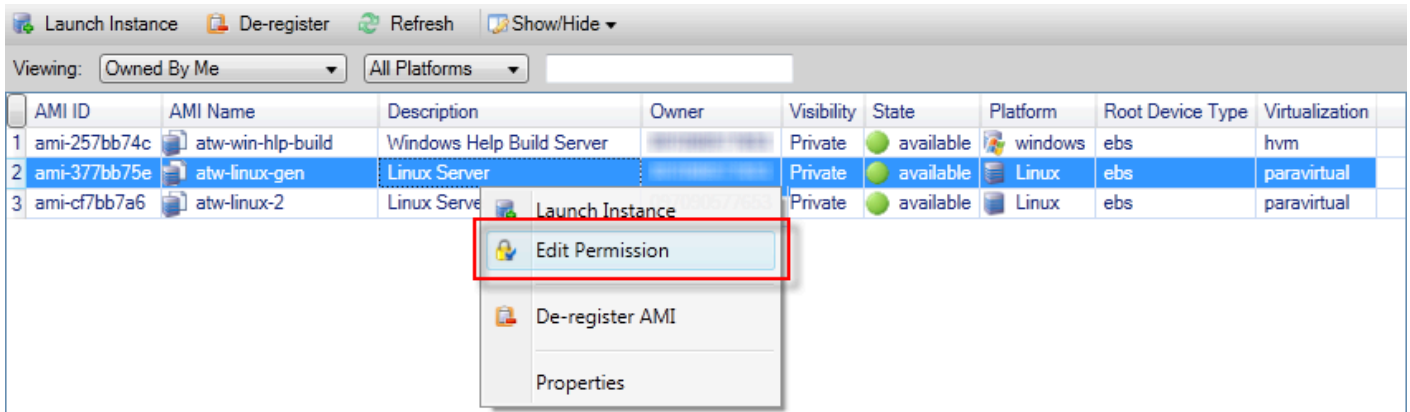 Launch Instance De-register Refresh Show/Hide
Viewing: Owned By Me All Platforms
AMI ID AMI Name Description Owner Visibility State Platform Root Device Type Virtualization
1 ami-257bb74c atw-win-hlp-build Windows Help Build Server Private available windows ebs hvm
2 ami-377bb75e atw-linux-gen Linux Server Private available Linux ebs paravirtual
3 ami-cf7bb7a6 atw-linux-2 Linux Serve Private available Linux ebs paravirtual
Launch Instance
Edit Permission
De-register AMI
Properties